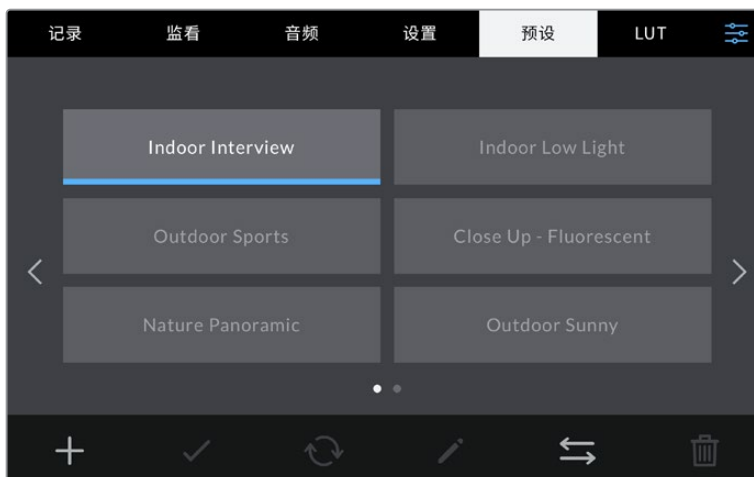 记录 监看 音频 设置 预设 LUT
Indoor Interview Indoor Low Light
Outdoor Sports Close Up - Fluorescent
Nature Panoramic Outdoor Sunny